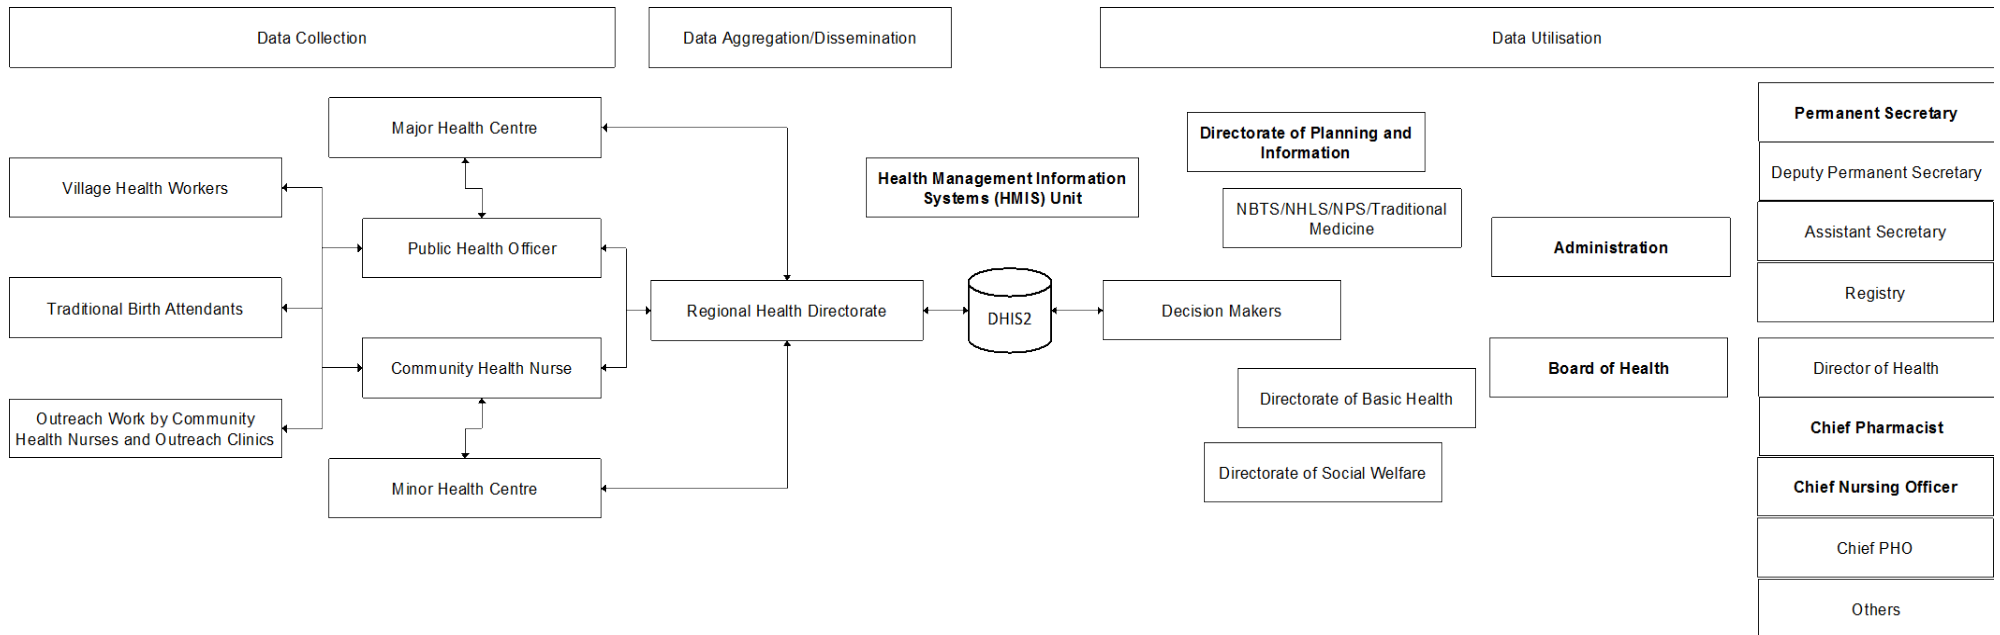 Data Collection
Data Aggregation/Dissemination
Data Utilisation
Major Health Centre
Village Health Workers
Public Health Officer
Traditional Birth Attendants
Community Health Nurse
Outreach Work by Community
Health Nurses and Outreach Clinics
Minor Health Centre
Regional Health Directorate
Health Management Information
Systems (HMIS) Unit
DHIS2
Directorate of Planning and
Information
NBTS/NHLS/NPS/Traditional
Medicine
Decision Makers
Directorate of Basic Health
Directorate of Social Welfare
Administration
Board of Health
Permanent Secretary
Deputy Permanent Secretary
Assistant Secretary
Registry
Director of Health
Chief Pharmacist
Chief Nursing Officer
Chief PHO
Others